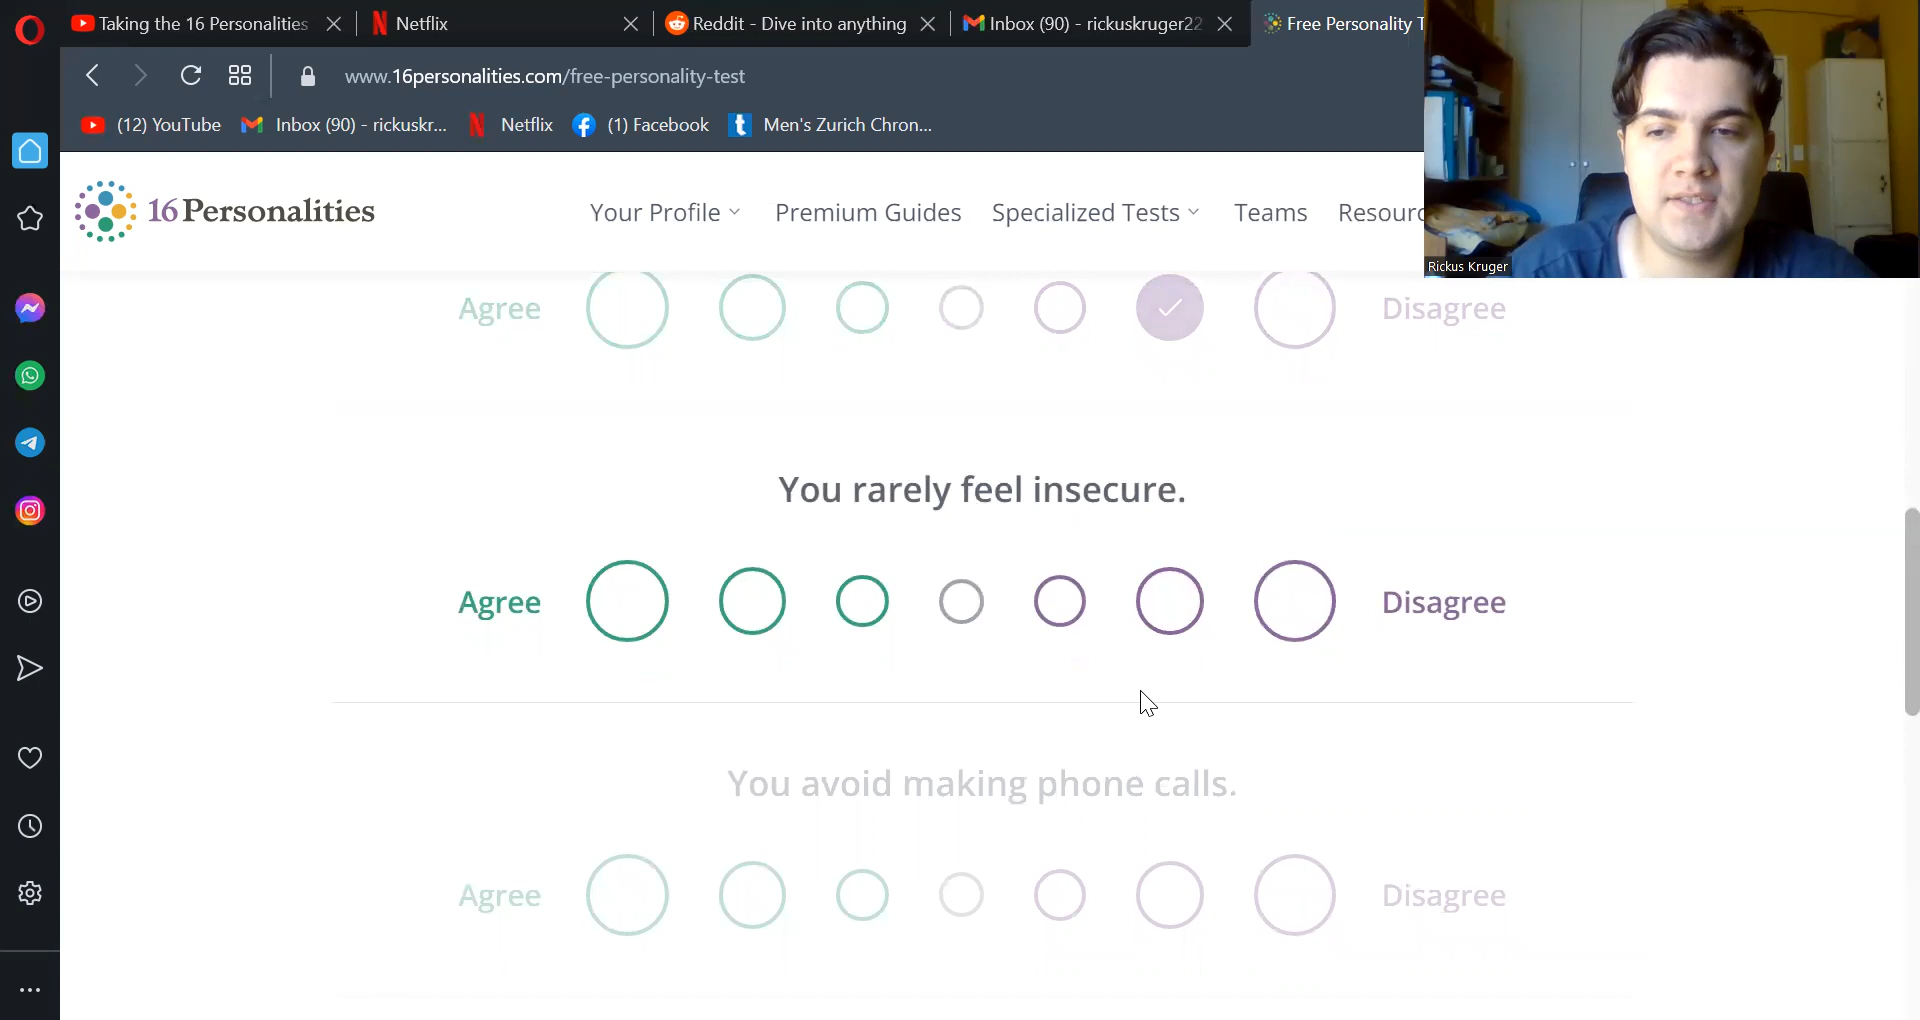 Taking the 16 Personalities
Netflix
Reddit - Dive into anything
Inbox (90) - rickuskruger22
Free Personality T
www.16personalities.com/free-personality-test
(12) YouTube
Inbox (90) - rickuskr...
Netflix
(1) Facebook
t
Men's Zurich Chron...
Rickus Kruger
16Personalities
Your Profile
Premium Guides
Specialized Tests
Teams
Resourc
Agree
Disagree
You rarely feel insecure.
Agree
Disagree
You avoid making phone calls.
Agree
Disagree